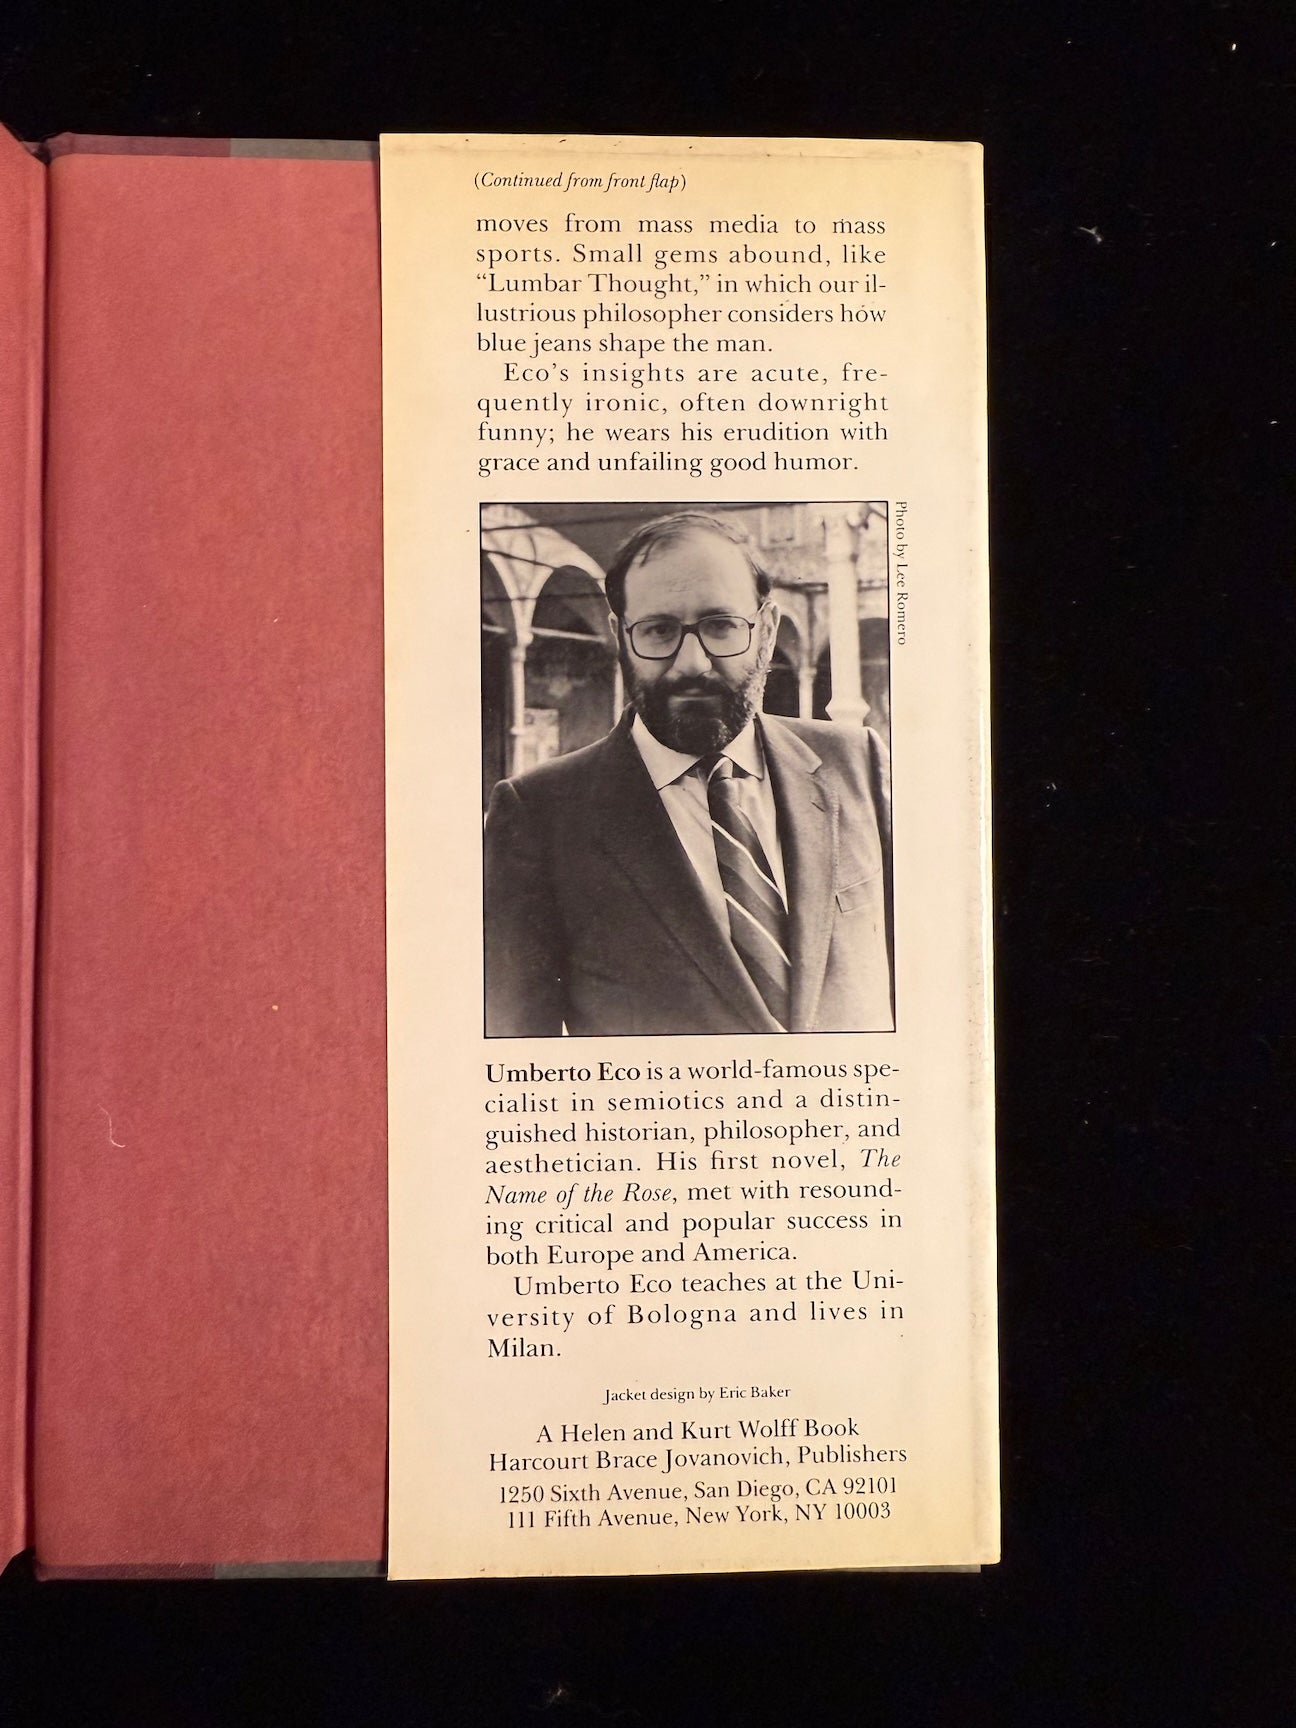 (Continued from front flap)
moves from mass media to mass
sports. Small gems abound, like
“Lumbar Thought,” in which our il-
lustrious philosopher considers how
blue jeans shape the man.
Eco’s insights are acute, fre-
quently ironic, often downright
funny; he wears his erudition with
grace and unfailing good humor.
Photo by Lee Romero
Umberto Eco is a world-famous spe-
cialist in semiotics and a distin-
guished historian, philosopher, and
aesthetician. His first novel, The
Name of the Rose, met with resound-
ing critical and popular success in
both Europe and America.
Umberto Eco teaches at the Uni-
versity of Bologna and lives in
Milan.
Jacket design by Eric Baker
A Helen and Kurt Wolff Book
Harcourt Brace Jovanovich, Publishers
1250 Sixth Avenue, San Diego, CA 92101
111 Fifth Avenue, New York, NY 10003